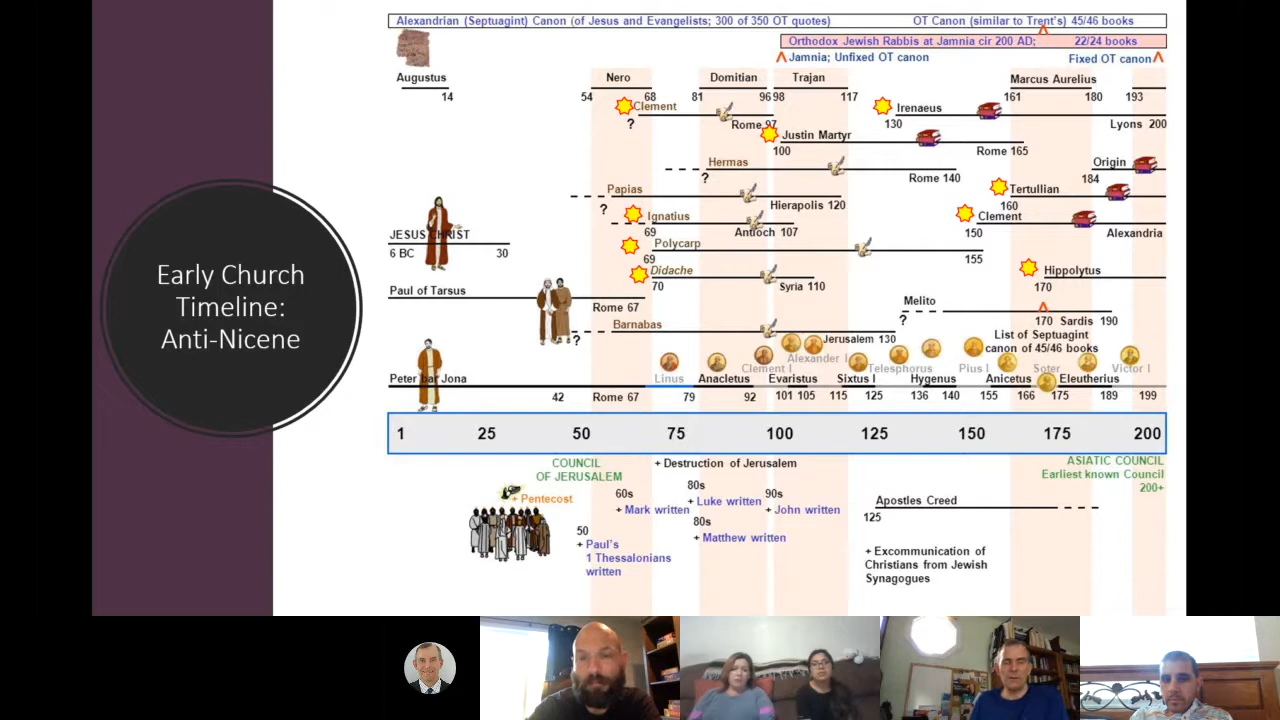 Early Church
Timeline:
Anti-Nicene
Alexandrian (Septuagint) Canon (of Jesus and Evangelists; 300 of 350 OT quotes) OT Canon (similar to Trent's) 45/46 books
Orthodox Jewish Rabbis at Jamnia cir 200 AD; 22/24 books
Jamnia; Unfixed OT canon Fixed OT canon
Augustus Nero Domitian Trajan Marcus Aurelius
14 54 68 81 96 98 117 161 180 193
Clement Irenaeus
? Rome 97 130 Lyons 200
Justin Martyr
100 Rome 165
Hermas Origin
? Rome 140 184
Papias Tertullian
? Hierapolis 120 160
Ignatius Clement
69 Antioch 107 150 Alexandria
JESUS CHRIST Polycarp
6 BC 30 69 155
Didache Hippolytus
70 Syria 110 170
Paul of Tarsus Melito
Rome 67 ? 170 Sardis 190
Barnabas List of Septuagint
? Jerusalem 130 canon of 45/46 books
Alexander I
Clement I Telesphorus Pius I Soter Victor I
Peter bar Jona Linus Anacletus Evaristus Sixtus I Hygenus Anicetus Eleutherius
42 Rome 67 79 92 101 105 115 125 136 140 155 166 175 189 199
1 25 50 75 100 125 150 175 200
COUNCIL
OF JERUSALEM
+ Destruction of Jerusalem
ASIATIC COUNCIL
Earliest known Council
200+
+ Pentecost
60s
+ Mark written
80s
+ Luke written
90s
+ John written
80s
+ Matthew written
50
+ Paul's
1 Thessalonians
written
Apostles Creed
125
+ Excommunication of
Christians from Jewish
Synagogues